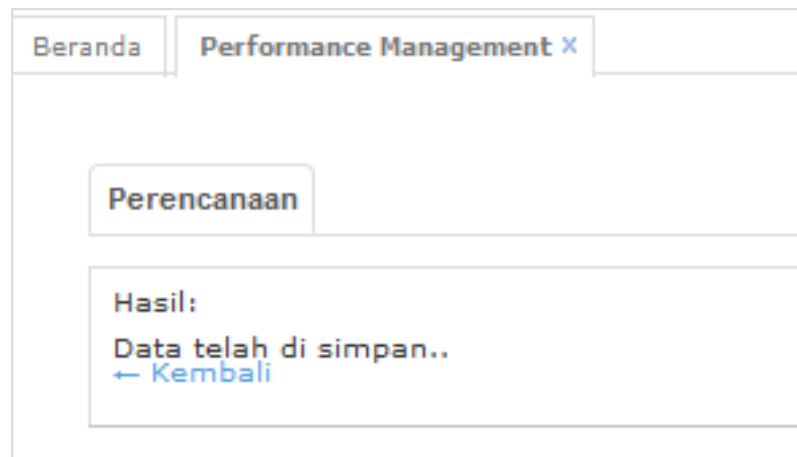 Beranda Performance Management x
Perencanaan
Hasil:
Data telah di simpan..
← Kembali